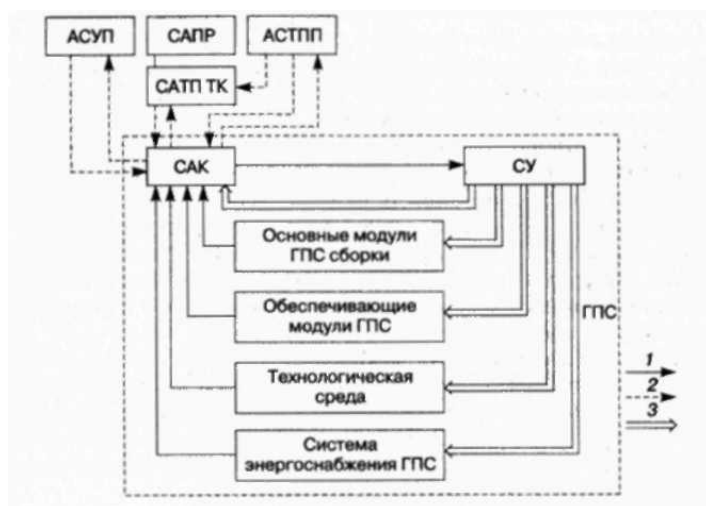 АСУП САПР АСТПП
САТП ТК
САК СУ
Основные модули
ГПС сборки
Обеспечивающие
модули ГПС
ГПС
1
Технологическая
среда
2
3
Система
энергоснабжения ГПС